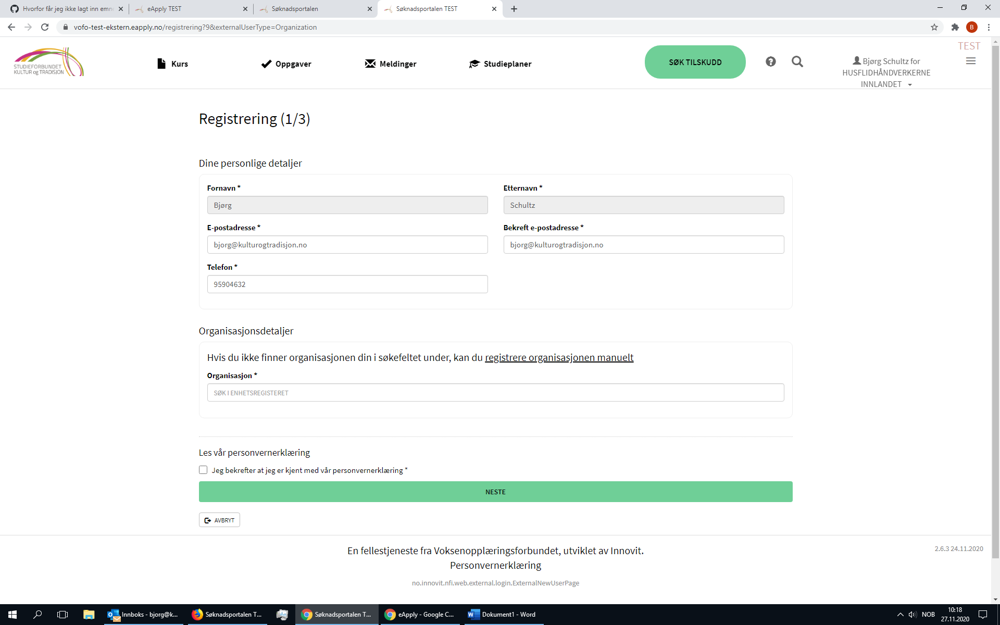 Hvorfor får jeg ikke lagt inn emne
eApply TEST
Søknadsportalen
Søknadsportalen TEST
vofo-test-ekstern.eapply.no/registrering?9&externalUserType=Organization
B
TEST
STUDIEFORBUNDET
KULTUR og TRADISJON
Kurs
Oppgaver
Meldinger
Studieplaner
SØK TILSKUDD
Bjørg Schultz for
HUSFLIDHÅNDVERKERNE
INNLANDET
Registrering (1/3)
Dine personlige detaljer
Fornavn *
Etternavn *
Bjørg
Schultz
E-postadresse *
Bekreft e-postadresse *
bjorg@kulturogtradisjon.no
bjorg@kulturogtradisjon.no
Telefon *
95904632
Organisasjonsdetaljer
Hvis du ikke finner organisasjonen din i søkefeltet under, kan du registrere organisasjonen manuelt
Organisasjon *
SØK I ENHETSREGISTERET
Les vår personvernerklæring
Jeg bekrefter at jeg er kjent med vår personvernerklæring *
NESTE
AVBRYT
En fellestjeneste fra Voksenopplæringsforbundet, utviklet av Innovit.
2.6.3 24.11.2020
Personvernerklæring
no.innovit.nfi.web.external.login.ExternalNewUserPage
Innboks - bjorg@k...
Søknadsportalen T...
Søknadsportalen T...
eApply - Google C...
Dokument1 - Word
NOB
10:18
27.11.2020